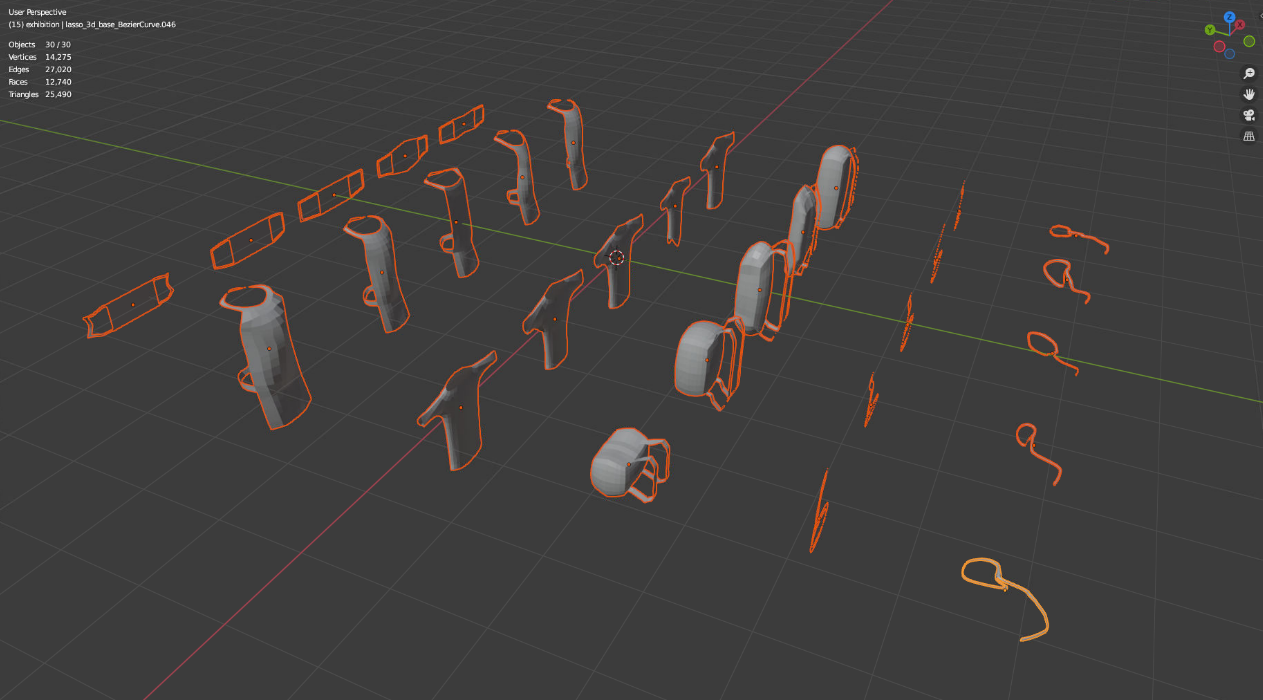 User Perspective
(15) exhibition | lasso_3d_base_BezierCurve.046
Objects 30 / 30
Vertices 14,275
Edges 27,020
Faces 12,740
Triangles 25,490
Z
Y
X